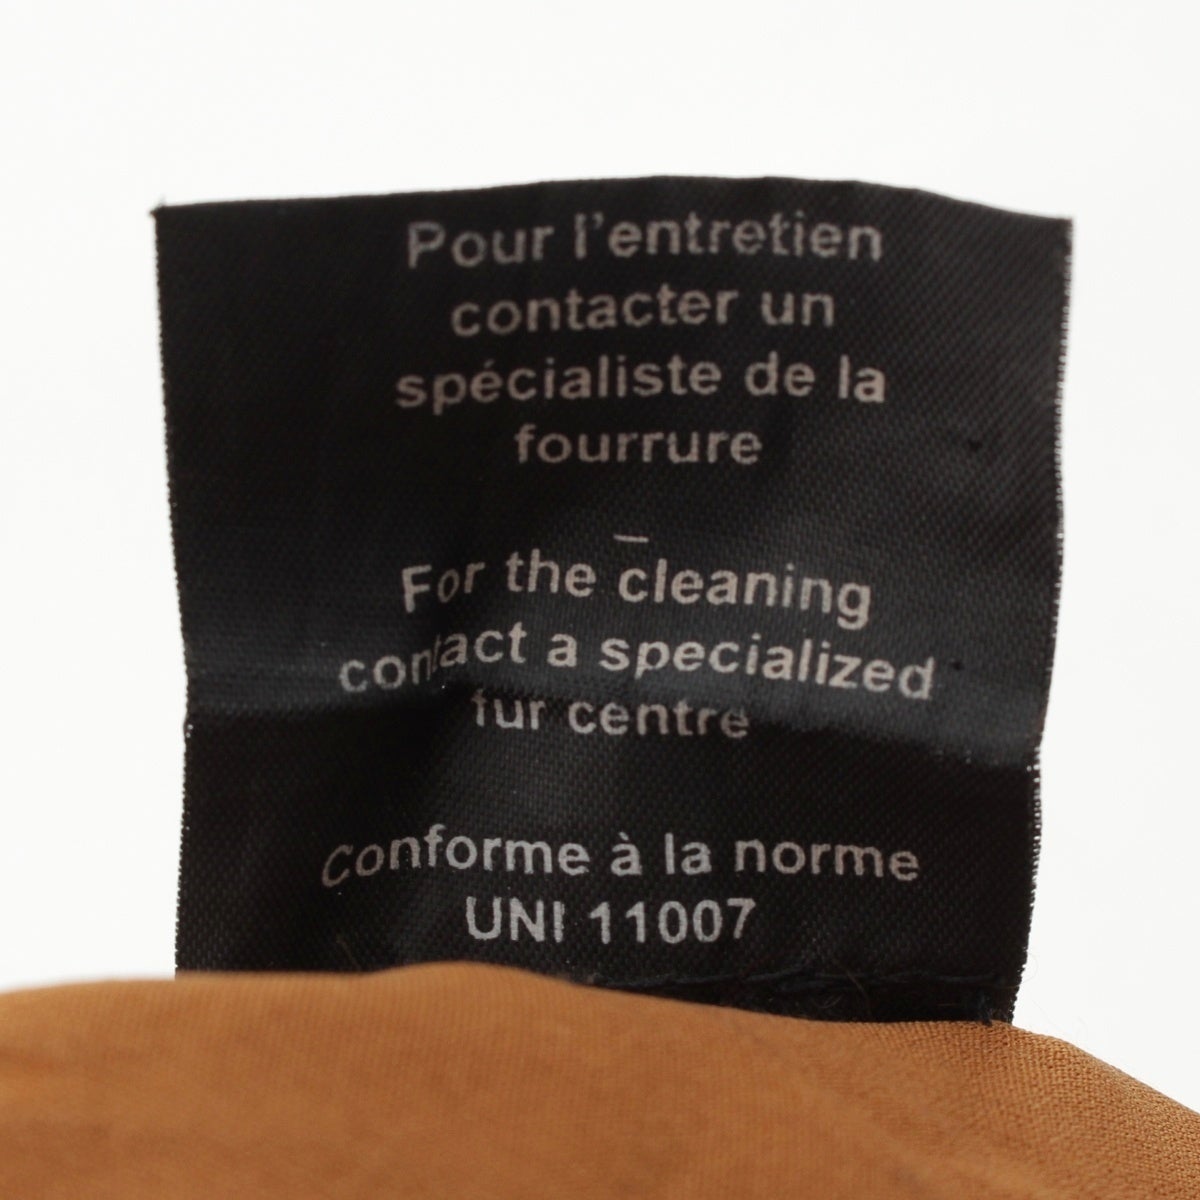 Pour l'entretien
contacter un
spécialiste de la
fourrure
–
For the cleaning
contact a specialized
fur centre
Conforme à la norme
UNI 11007